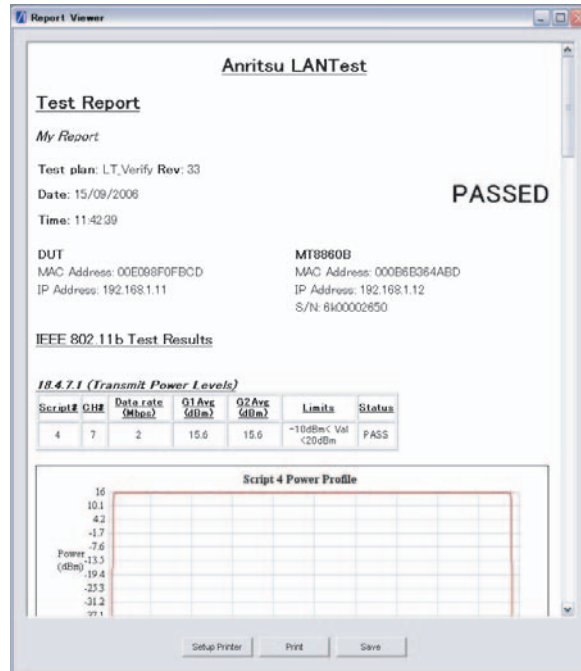 Report Viewer
Anritsu LANTest
Test Report
My Report
Test plan: LT_Verify Rev: 33
Date: 15/09/2006
PASSED
Time: 11:42:39
DUT
MAC Address: 00E098F0FBCD
IP Address: 192.168.1.11
MT8860B
MAC Address: 000B6B364ABD
IP Address: 192.168.1.12
S/N: 6k00002650
IEEE 802.11b Test Results
18.4.7.1 (Transmit Power Levels)
Script# CH# Data rate (Mbps) G1 Avg (dBm) G2 Avg (dBm) Limits Status
4 7 2 15.6 15.6 -10dBm< Val <20dBm PASS
Script 4 Power Profile
Power (dBm)
16
10.1
4.2
-1.7
-7.6
-13.5
-19.4
-25.3
-31.2
-37.1
Setup Printer Print Save